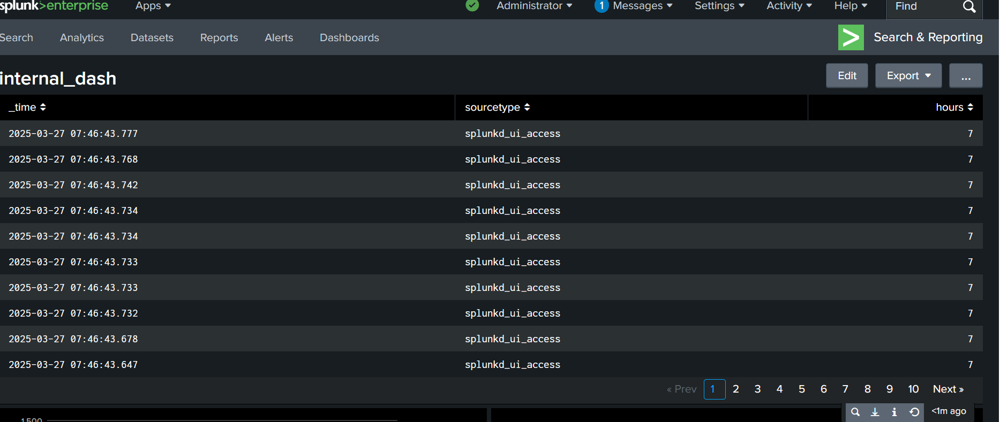 splunk>enterprise Apps Administrator 1 Messages Settings Activity Help Find
Search Analytics Datasets Reports Alerts Dashboards > Search & Reporting
internal_dash Edit Export ...
_time sourcetype hours
2025-03-27 07:46:43.777 splunkd_ui_access 7
2025-03-27 07:46:43.768 splunkd_ui_access 7
2025-03-27 07:46:43.742 splunkd_ui_access 7
2025-03-27 07:46:43.734 splunkd_ui_access 7
2025-03-27 07:46:43.734 splunkd_ui_access 7
2025-03-27 07:46:43.733 splunkd_ui_access 7
2025-03-27 07:46:43.733 splunkd_ui_access 7
2025-03-27 07:46:43.732 splunkd_ui_access 7
2025-03-27 07:46:43.678 splunkd_ui_access 7
2025-03-27 07:46:43.647 splunkd_ui_access 7
« Prev 1 2 3 4 5 6 7 8 9 10 Next »
<1m ago
1500